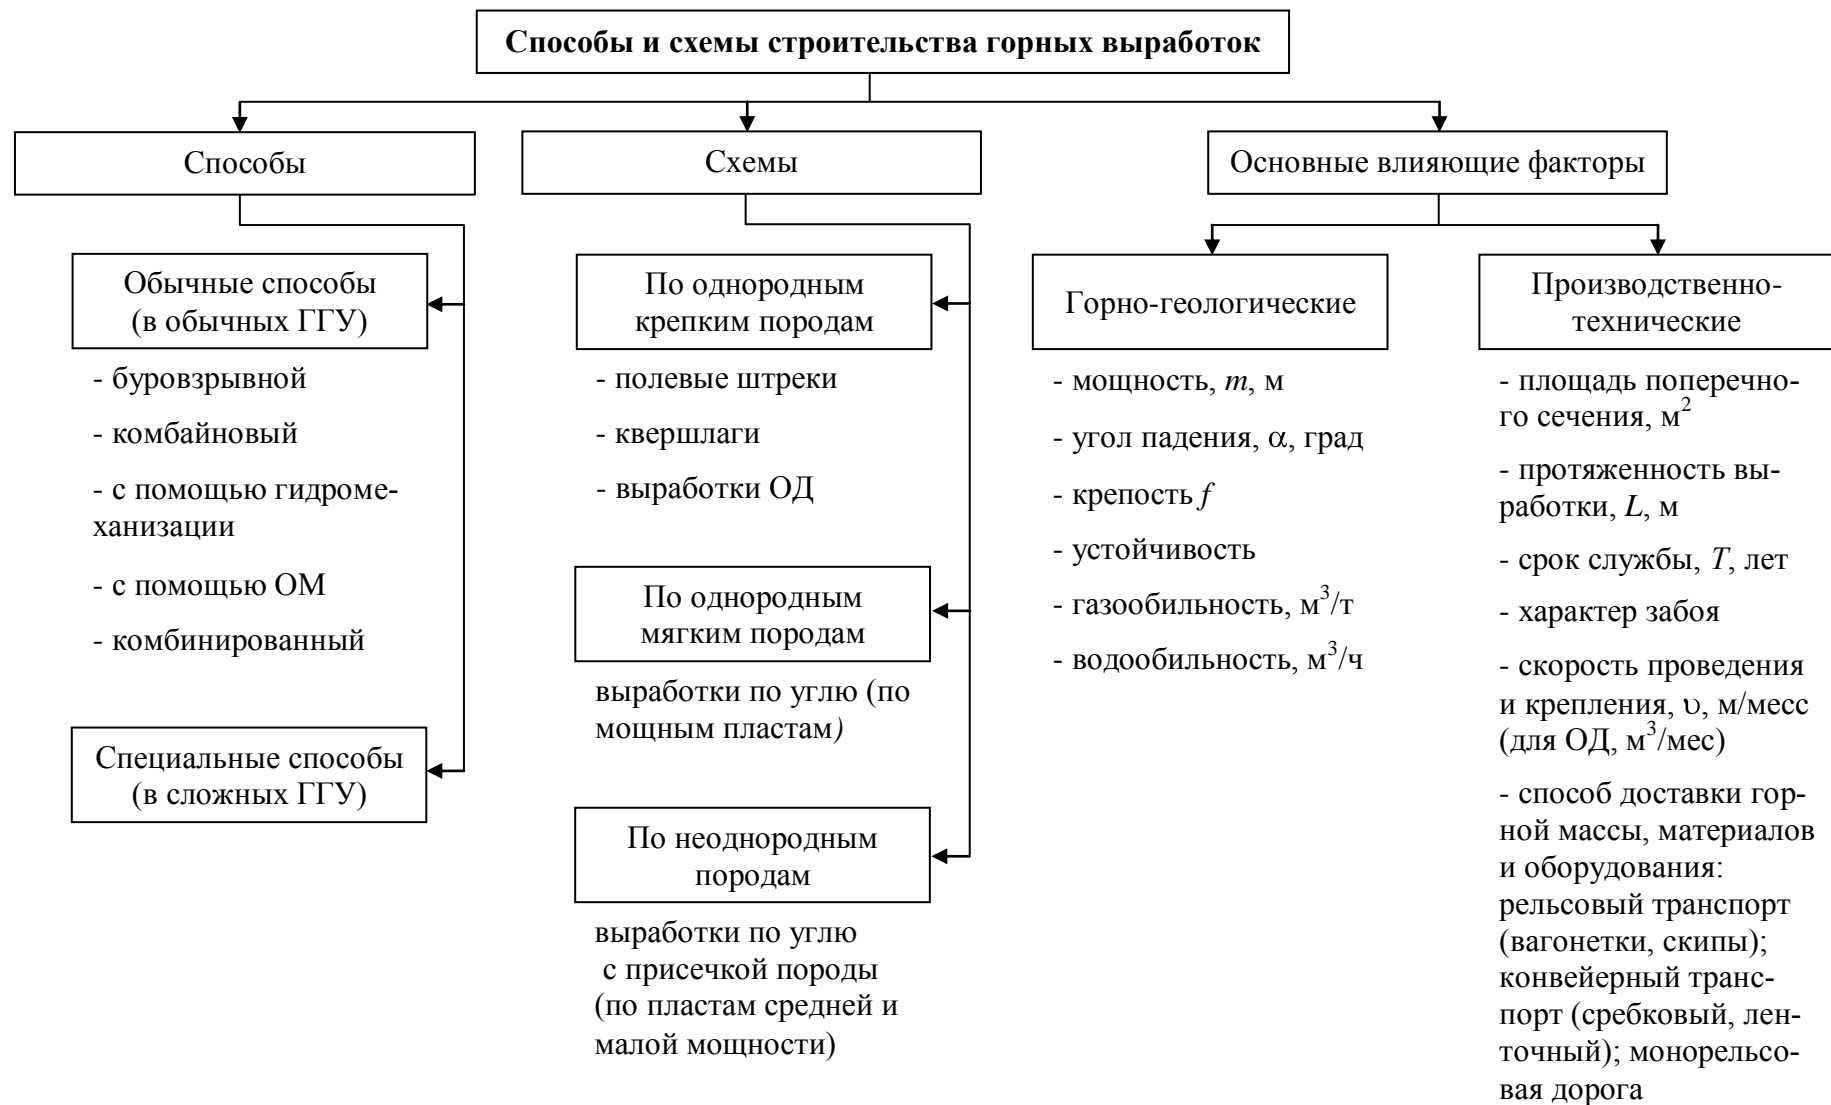 Способы и схемы строительства горных выработок
Способы
Обычные способы
(в обычных ГГУ)
- буровзрывной
- комбайновый
- с помощью гидроме-
ханизации
- с помощью ОМ
- комбинированный
Специальные способы
(в сложных ГГУ)
Схемы
По однородным
крепким породам
- полевые штреки
- квершлаги
- выработки ОД
По однородным
мягким породам
выработки по углю (по
мощным пластам)
По неоднородным
породам
выработки по углю
с присечкой породы
(по пластам средней и
малой мощности)
Основные влияющие факторы
Горно-геологические
- мощность, m, м
- угол падения, α, град
- крепость f
- устойчивость
- газообильность, м³/т
- водообильность, м³/ч
Производственно-
технические
- площадь поперечно-
го сечения, м²
- протяженность вы-
работки, L, м
- срок службы, T, лет
- характер забоя
- скорость проведения
и крепления, υ, м/месс
(для ОД, м³/мес)
- способ доставки гор-
ной массы, материалов
и оборудования:
рельсовый транспорт
(вагонетки, скипы);
конвейерный транс-
порт (сребковый, лен-
точный); монорельсо-
вая дорога